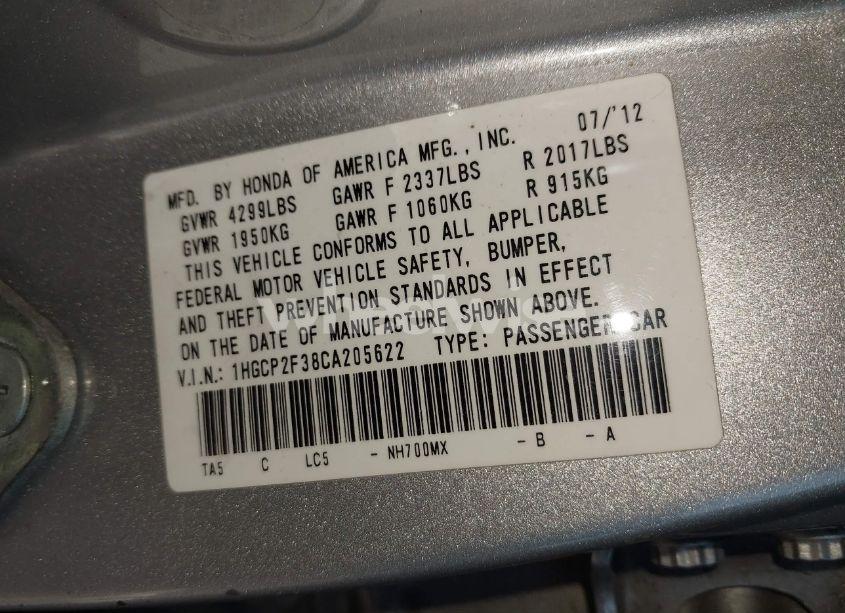 MFD. BY HONDA OF AMERICA MFG., INC. 07/'12
GVWR 4299LBS GAWR F 2337LBS R 2017LBS
GVWR 1950KG GAWR F 1060KG R 915KG
THIS VEHICLE CONFORMS TO ALL APPLICABLE
FEDERAL MOTOR VEHICLE SAFETY, BUMPER,
AND THEFT PREVENTION STANDARDS IN EFFECT
ON THE DATE OF MANUFACTURE SHOWN ABOVE.
V.I.N.: 1HGCP2F38CA205622 TYPE: PASSENGER CAR
TA5 C LC5 - NH700MX - B - A